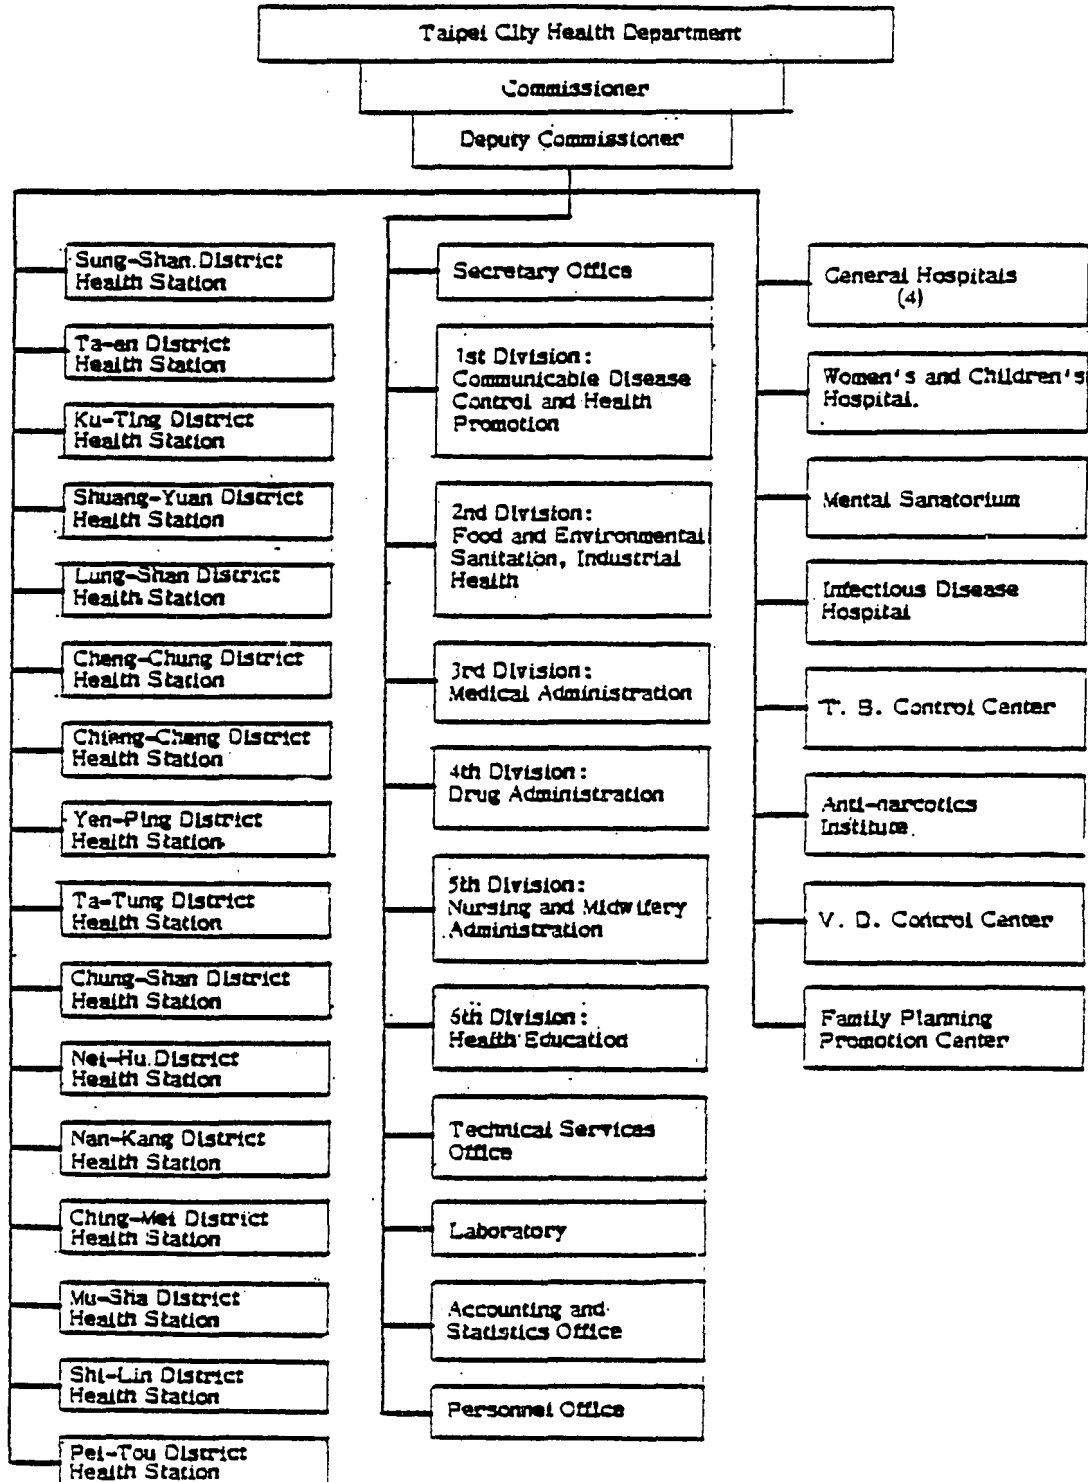 Taipei City Health Department
Commissioner
Deputy Commissioner
Sung-Shan District
Health Station
Ta-an District
Health Station
Ku-Ting District
Health Station
Shuang-Yuan District
Health Station
Lung-Shan District
Health Station
Cheng-Chung District
Health Station
Chieng-Cheng District
Health Station
Yen-Ping District
Health Station
Ta-Tung District
Health Station
Chung-Shan District
Health Station
Nei-Hu District
Health Station
Nan-Kang District
Health Station
Ching-Mei District
Health Station
Mu-Sha District
Health Station
Shi-Lin District
Health Station
Pei-Tou District
Health Station
Secretary Office
1st Division:
Communicable Disease
Control and Health
Promotion
2nd Division:
Food and Environmental
Sanitation, Industrial
Health
3rd Division:
Medical Administration
4th Division:
Drug Administration
5th Division:
Nursing and Midwifery
Administration
6th Division:
Health Education
Technical Services
Office
Laboratory
Accounting and
Statistics Office
Personnel Office
General Hospitals
(4)
Women's and Children's
Hospital.
Mental Sanatorium
Infectious Disease
Hospital
T. B. Control Center
Anti-narcotics
Institute
V. D. Control Center
Family Planning
Promotion Center